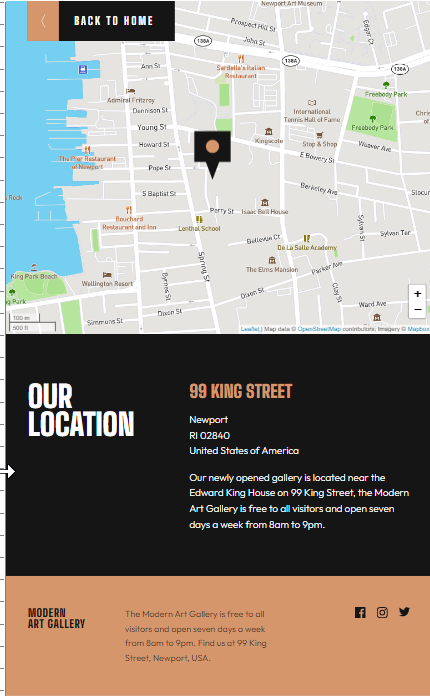 BACK TO HOME
Newport Art Museum
Prospect Hill St
Edgar Ct
138A
John St
138A
138A
Ann St
Sardella's Italian
Restaurant
Freebody Park
Admiral Fitzroy
Dennison St
International
Tennis Hall of Fame
Young St
Freebody Park
Kingscote
Stop & Shop
Howard St
Weaver Ave
E Bowery St
The Pier Restaurant
of Newport
Pope St
Berkeley Ave
S Baptist St
Rock
Perry St
Isaac Bell House
Bouchard
Restaurant and Inn
Lenthal School
Sylvan St
Sylvan Ter
Bellevue Ct
De La Salle Academy
Spring St
The Elms Mansion
Parker Ave
King Park Beach
Wellington Resort
Byrnes St
Dixon St
Clay St
Ward Ave
Dixon St
Simmons St
100 m
500 ft
+
−
Leaflet | Map data © OpenStreetMap contributors, Imagery © Mapbox
OUR
LOCATION
99 KING STREET
Newport
RI 02840
United States of America
Our newly opened gallery is located near the
Edward King House on 99 King Street, the Modern
Art Gallery is free to all visitors and open seven
days a week from 8am to 9pm.
MODERN
ART GALLERY
The Modern Art Gallery is free to all
visitors and open seven days a week
from 8am to 9pm. Find us at 99 King
Street, Newport, USA.